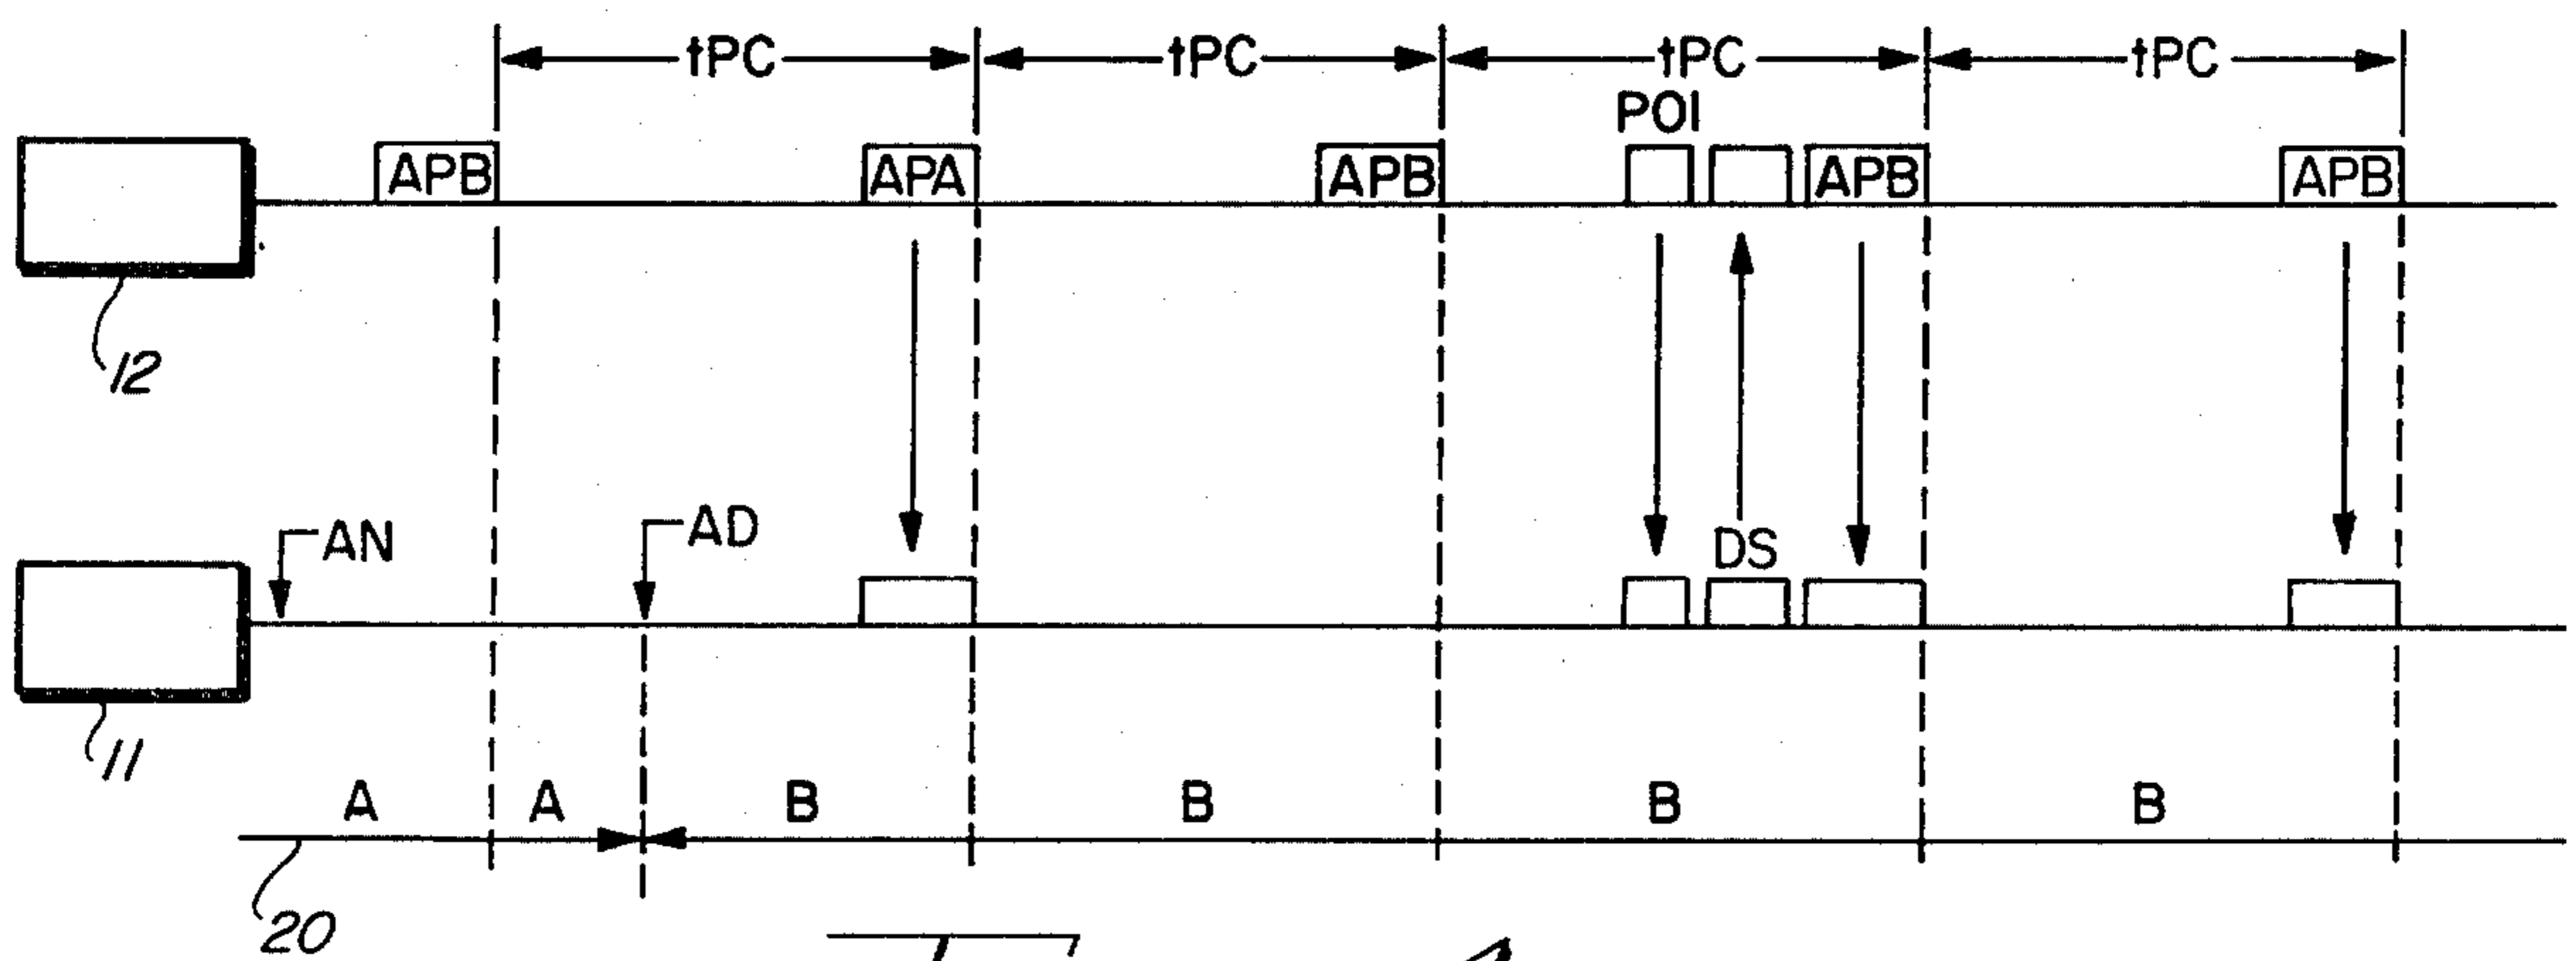 tPC tPC tPC tPC
POI
APB APA APB APB APB
12
AN AD DS
11
A A B B B B
20